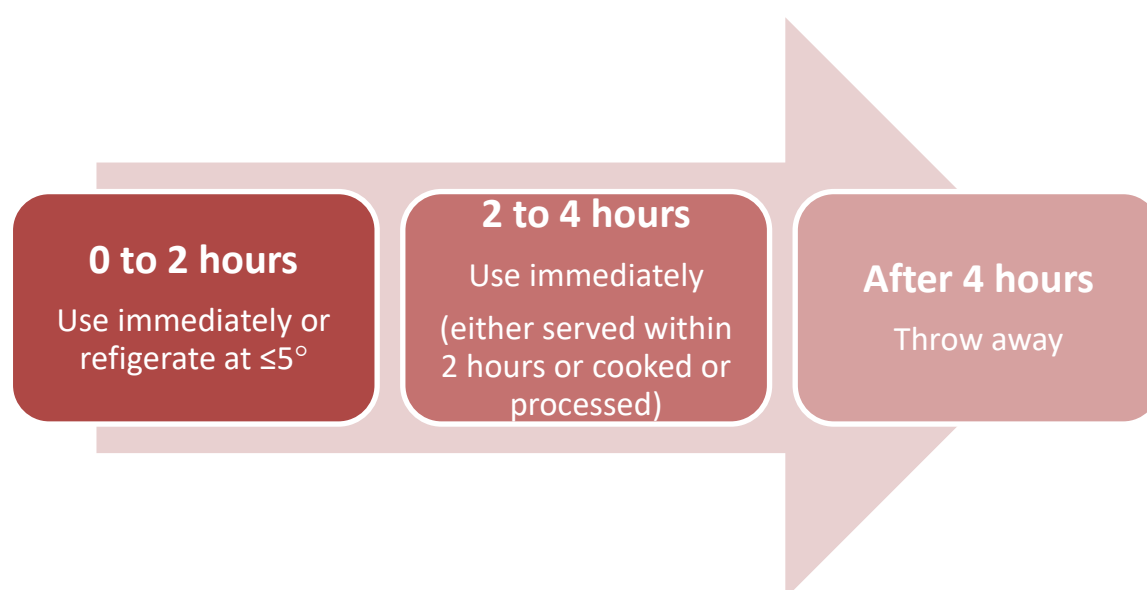 0 to 2 hours
Use immediately or
refigerate at ≤5°
2 to 4 hours
Use immediately
(either served within
2 hours or cooked or
processed)
After 4 hours
Throw away